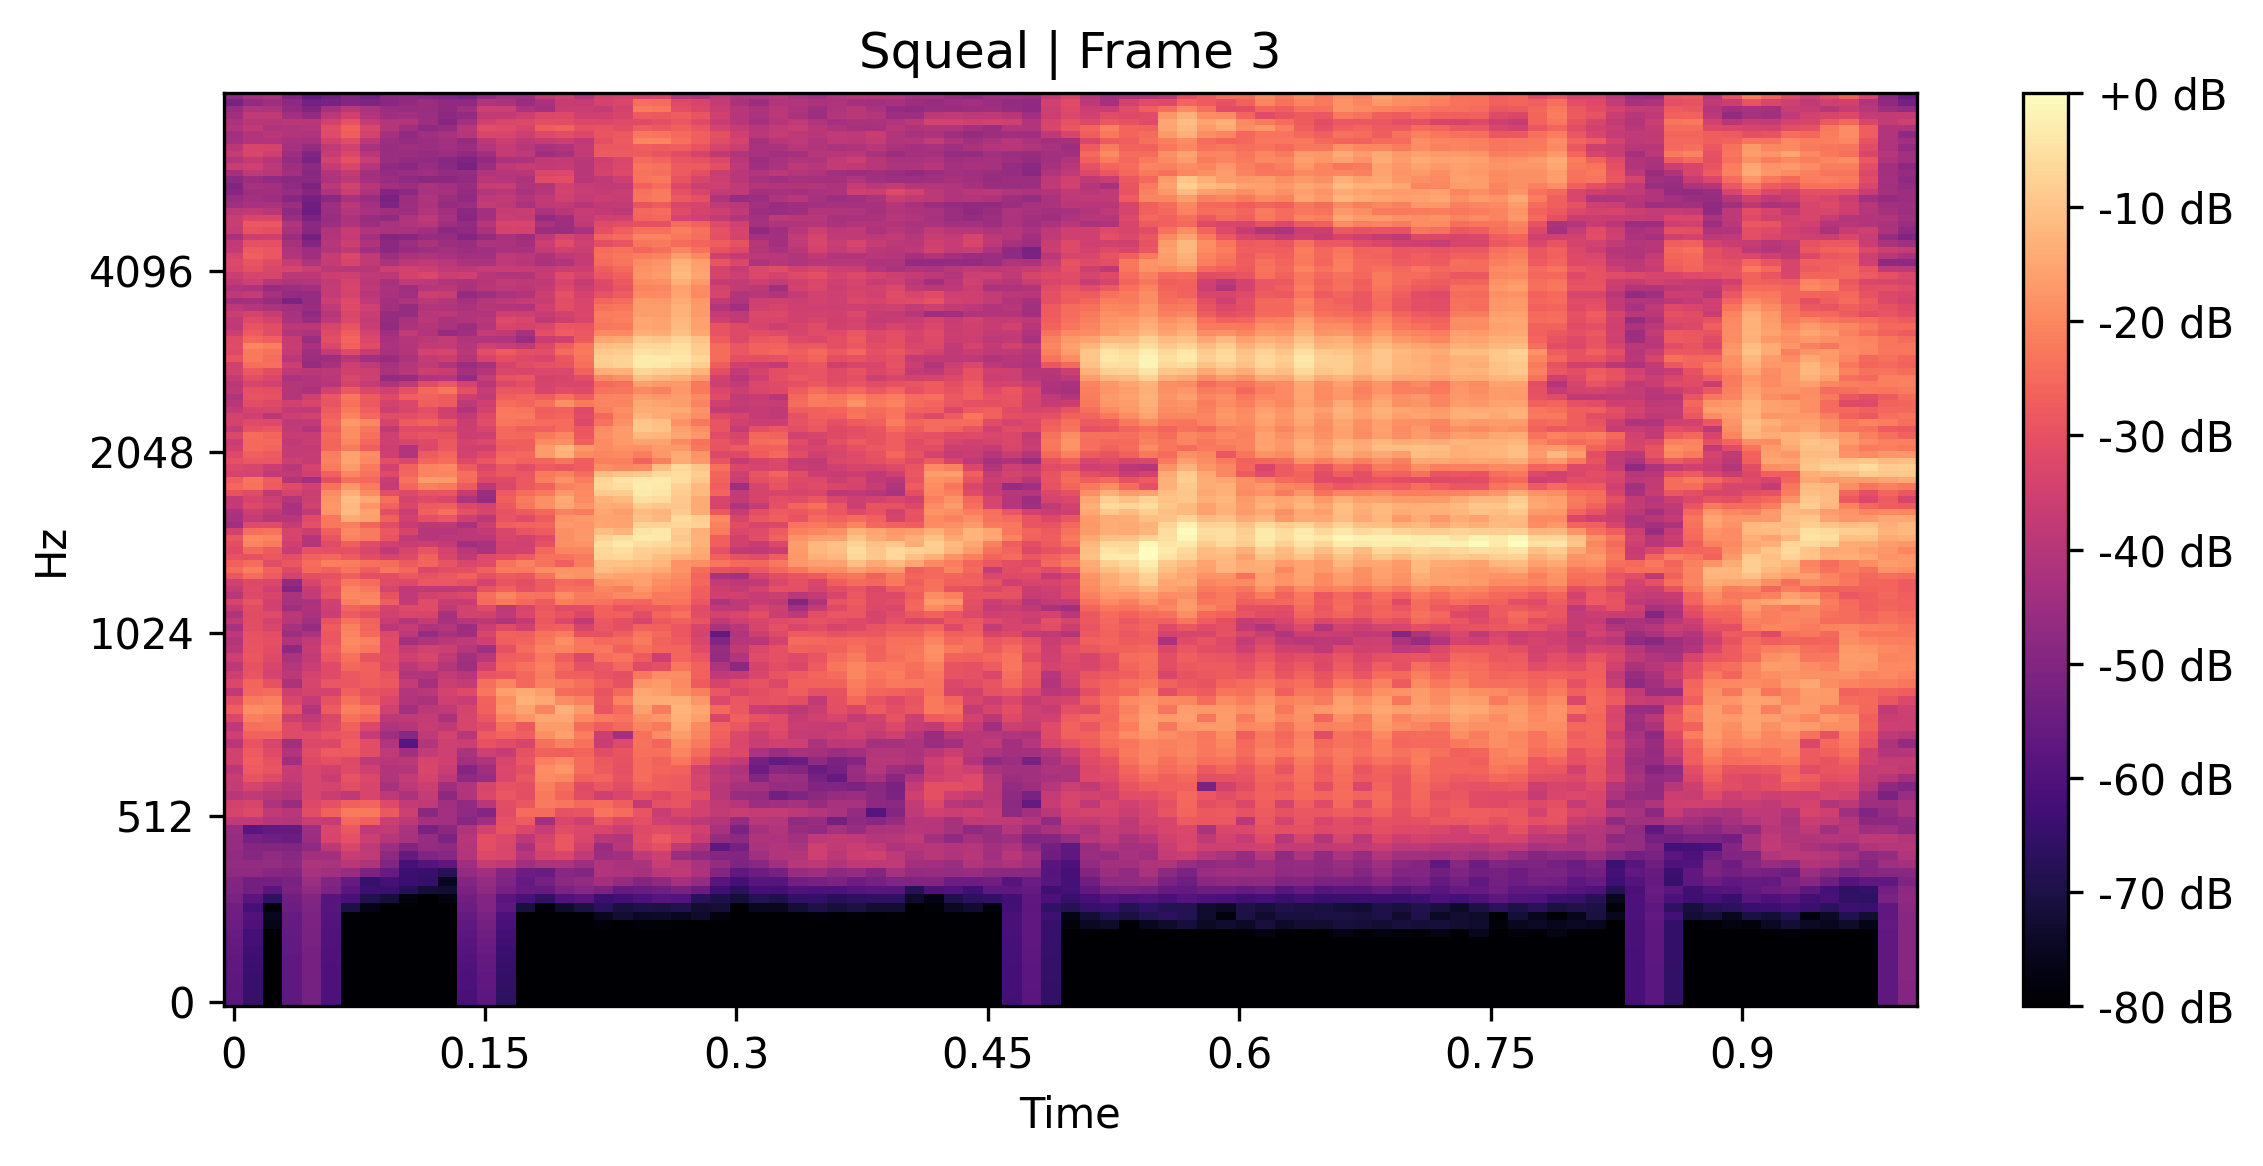 Squeal | Frame 3
Hz
4096
2048
1024
512
0
0 0.15 0.3 0.45 0.6 0.75 0.9
Time
+0 dB
-10 dB
-20 dB
-30 dB
-40 dB
-50 dB
-60 dB
-70 dB
-80 dB